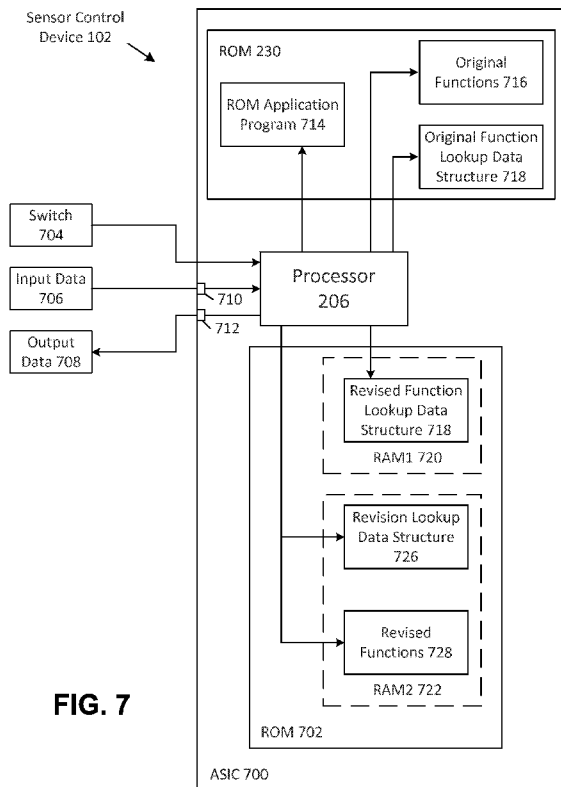 Sensor Control
Device 102
ROM 230
Original
Functions 716
ROM Application
Program 714
Original Function
Lookup Data
Structure 718
Switch
704
Input Data
706
Output
Data 708
710
712
Processor
206
Revised Function
Lookup Data
Structure 718
RAM1 720
Revision Lookup
Data Structure
726
Revised
Functions 728
RAM2 722
FIG. 7
ROM 702
ASIC 700